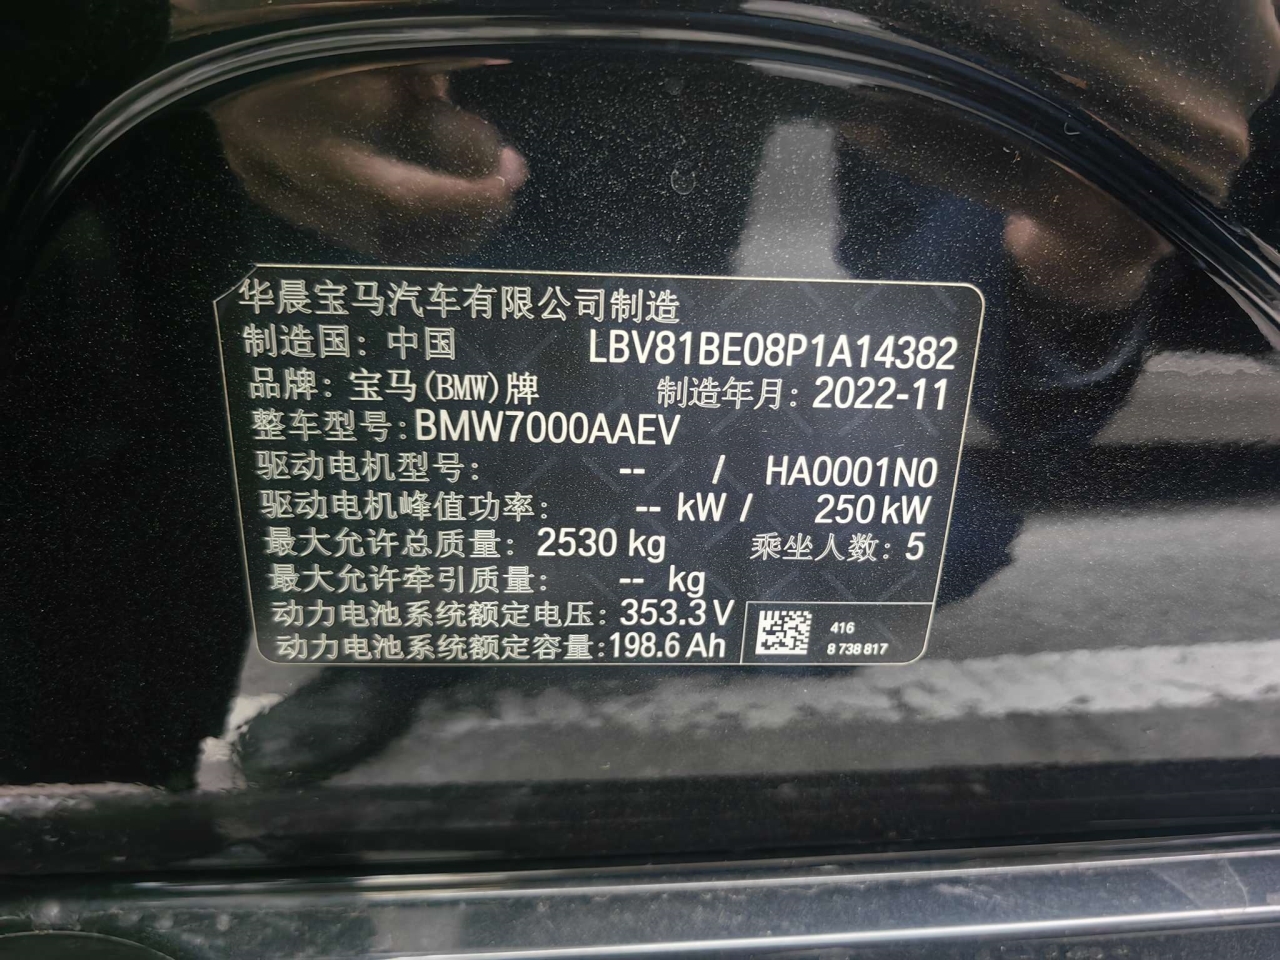 华晨宝马汽车有限公司制造
制造国：中国 LBV81BE08P1A14382
品牌：宝马(BMW)牌 制造年月：2022-11
整车型号:BMW7000AAEV
驱动电机型号： -- / HA0001N0
驱动电机峰值功率： -- kW / 250 kW
最大允许总质量：2530 kg 乘坐人数：5
最大允许牵引质量： -- kg
动力电池系统额定电压：353.3 V
动力电池系统额定容量:198.6 Ah
416
8 738 817